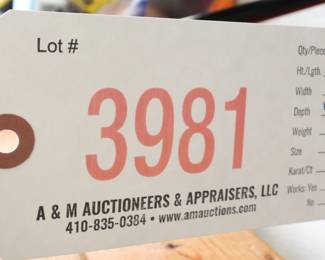 Lot #
3981
A & M AUCTIONEERS & APPRAISERS, LLC
410-835-0384 • www.amauctions.com
Qty/Piece
Ht./Lgth.
Width
Depth
Weight
Size
Karat/Ct
Works: Yes
No